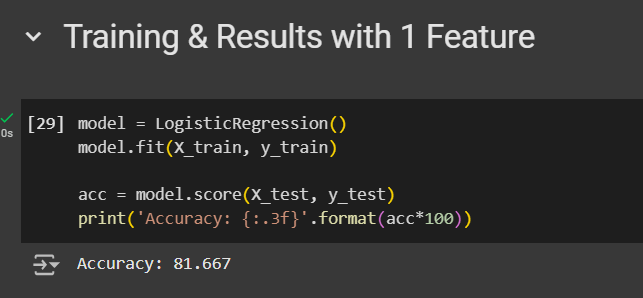 Training & Results with 1 Feature
[29] model = LogisticRegression()
model.fit(X_train, y_train)
0s
acc = model.score(X_test, y_test)
print('Accuracy: {:.3f}'.format(acc*100))
Accuracy: 81.667